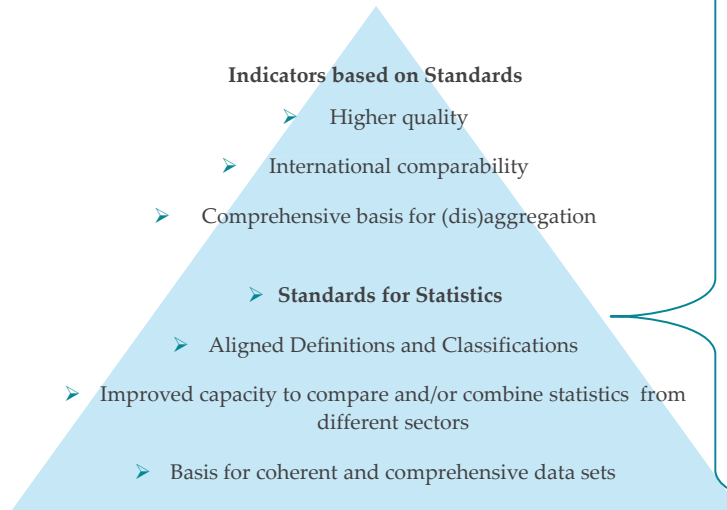 Indicators based on Standards
➢ Higher quality
➢ International comparability
➢ Comprehensive basis for (dis)aggregation
➢ Standards for Statistics
➢ Aligned Definitions and Classifications
➢ Improved capacity to compare and/or combine statistics from
different sectors
➢ Basis for coherent and comprehensive data sets